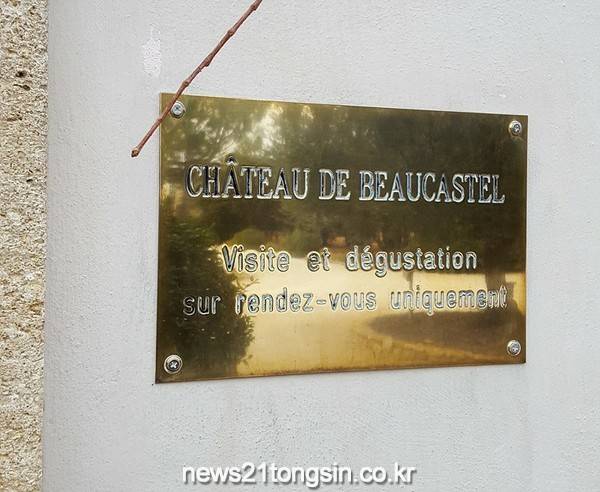 CHÂTEAU DE BEAUCASTEL
Visite et dégustation
sur rendez-vous uniquement
news21tongsin.co.kr